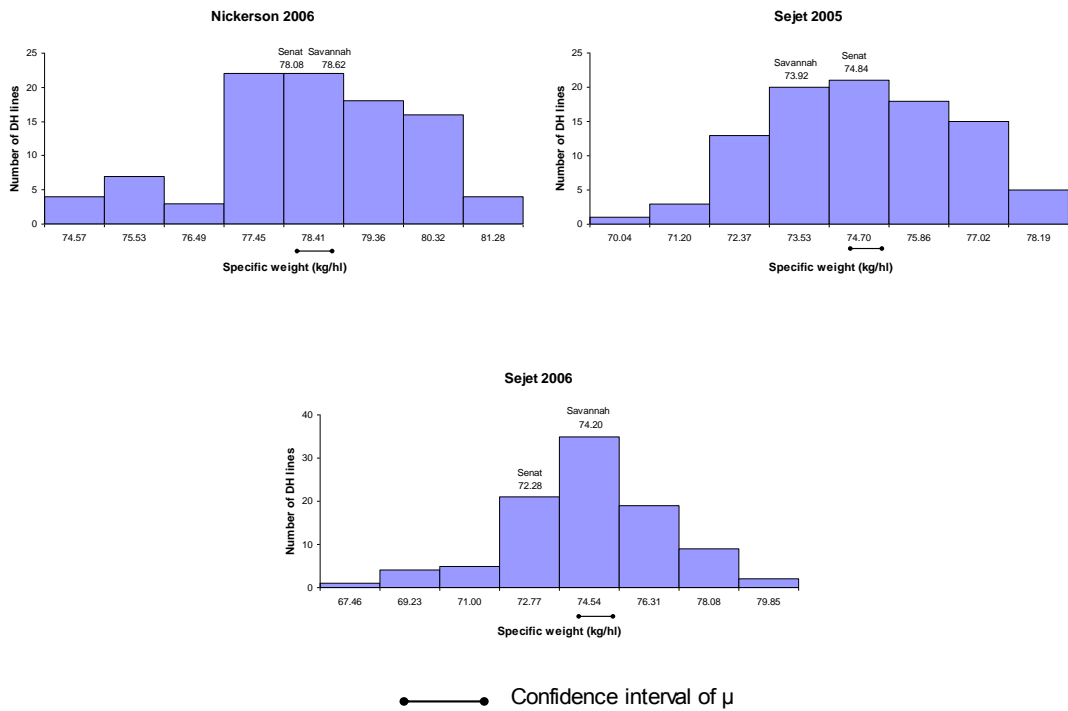 Nickerson 2006
Number of DH lines
25
20
15
10
5
0
Senat Savannah
78.08 78.62
74.57 75.53 76.49 77.45 78.41 79.36 80.32 81.28
Specific weight (kg/hl)
Sejet 2005
Number of DH lines
25
20
15
10
5
0
Savannah
73.92
Senat
74.84
70.04 71.20 72.37 73.53 74.70 75.86 77.02 78.19
Specific weight (kg/hl)
Sejet 2006
Number of DH lines
40
30
20
10
0
Savannah
74.20
Senat
72.28
67.46 69.23 71.00 72.77 74.54 76.31 78.08 79.85
Specific weight (kg/hl)
Confidence interval of μ